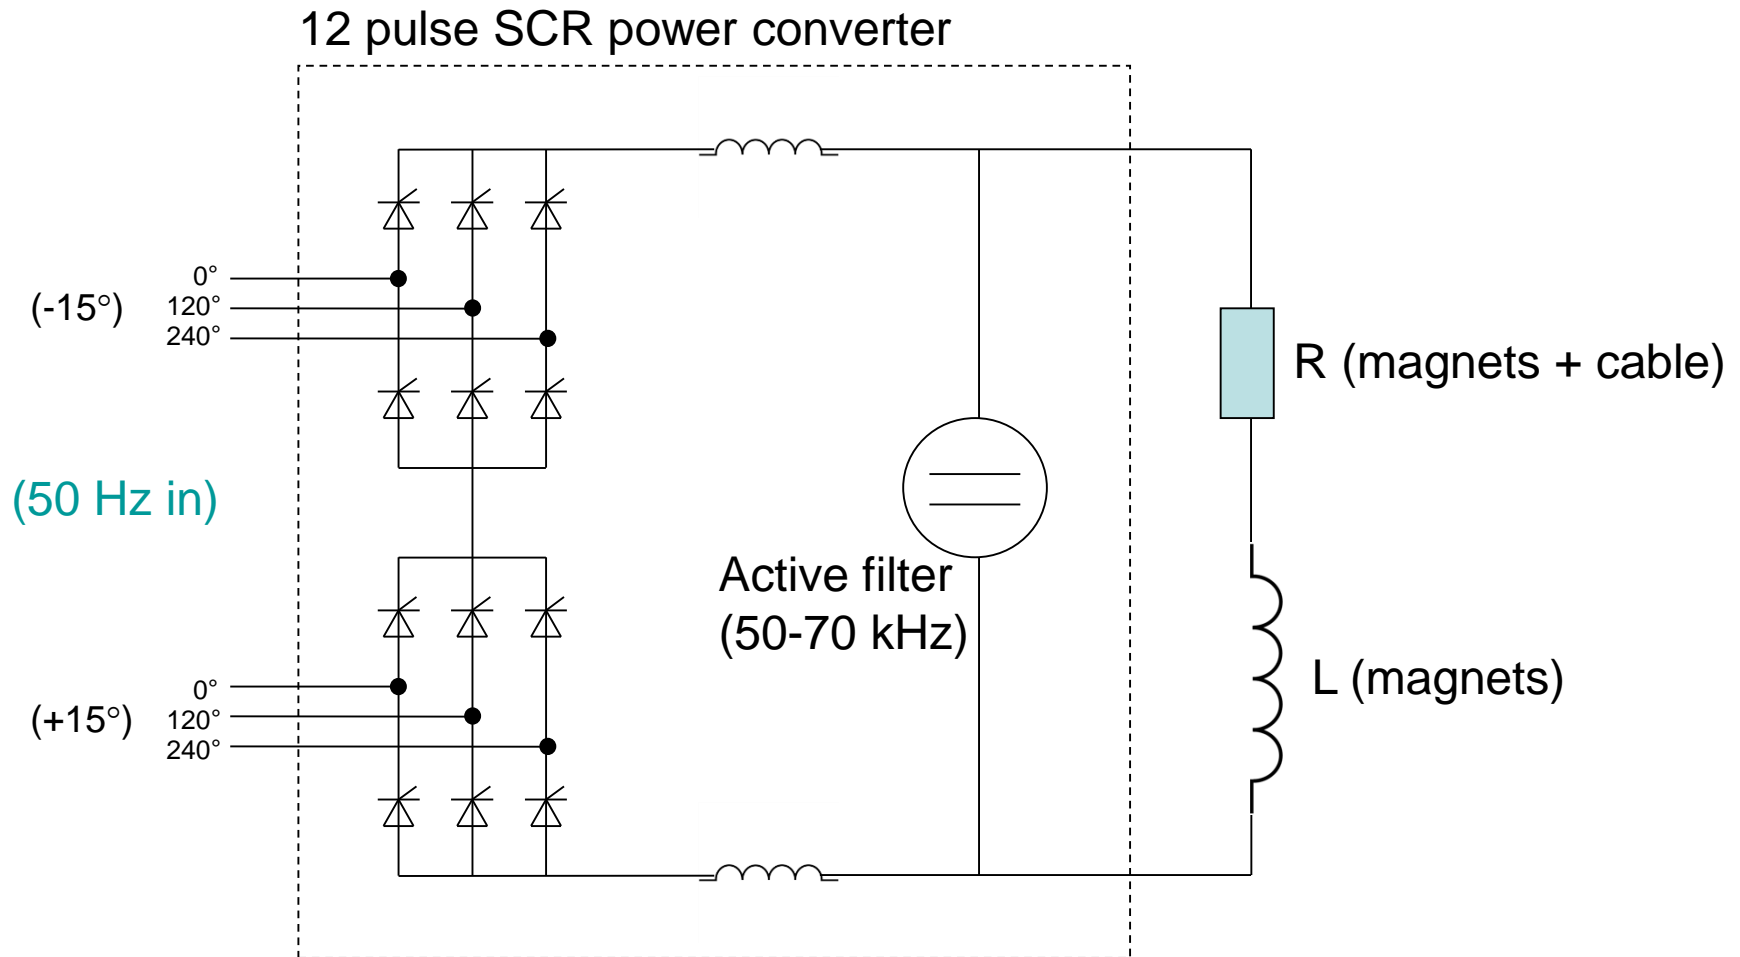 12 pulse SCR power converter
0°
(-15°)
120°
240°
R (magnets + cable)
(50 Hz in)
Active filter
(50-70 kHz)
L (magnets)
0°
(+15°)
120°
240°